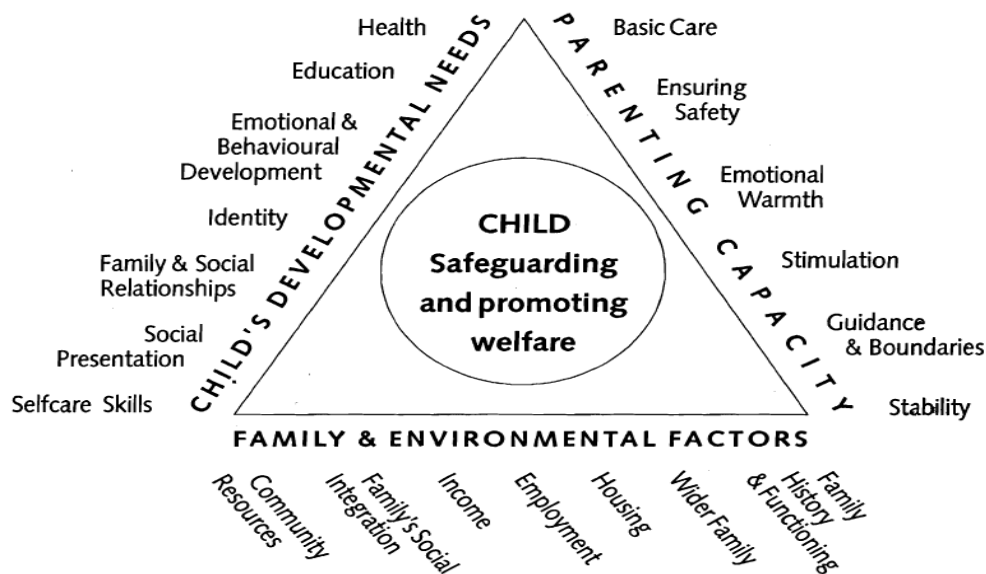 Health
Education
Emotional &
Behavioural
Development
Identity
Family & Social
Relationships
Social
Presentation
Selfcare Skills
CHILD'S DEVELOPMENTAL NEEDS
CHILD
Safeguarding
and promoting
welfare
PARENTING CAPACITY
Basic Care
Ensuring
Safety
Emotional
Warmth
Stimulation
Guidance
& Boundaries
Stability
FAMILY & ENVIRONMENTAL FACTORS
Community
Resources
Family's Social
Integration
Income
Employment
Housing
Wider Family
Family
History
& Functioning